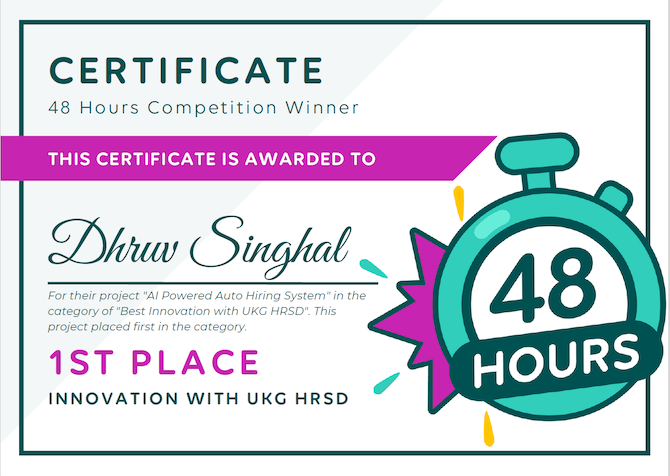 CERTIFICATE
48 Hours Competition Winner
THIS CERTIFICATE IS AWARDED TO
Dhruv Singhal
For their project "AI Powered Auto Hiring System" in the
category of "Best Innovation with UKG HRSD". This
project placed first in the category.
1ST PLACE
INNOVATION WITH UKG HRSD
48
HOURS